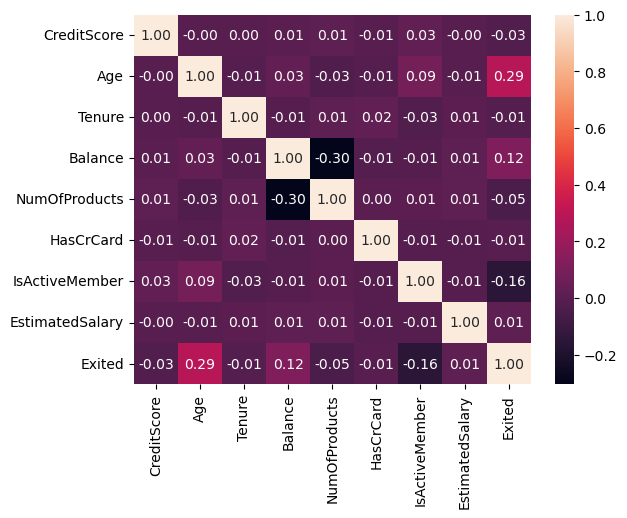 CreditScore 1.00 -0.00 0.00 0.01 0.01 -0.01 0.03 -0.00 -0.03
Age -0.00 1.00 -0.01 0.03 -0.03 -0.01 0.09 -0.01 0.29
Tenure 0.00 -0.01 1.00 -0.01 0.01 0.02 -0.03 0.01 -0.01
Balance 0.01 0.03 -0.01 1.00 -0.30 -0.01 -0.01 0.01 0.12
NumOfProducts 0.01 -0.03 0.01 -0.30 1.00 0.00 0.01 0.01 -0.05
HasCrCard -0.01 -0.01 0.02 -0.01 0.00 1.00 -0.01 -0.01 -0.01
IsActiveMember 0.03 0.09 -0.03 -0.01 0.01 -0.01 1.00 -0.01 -0.16
EstimatedSalary -0.00 -0.01 0.01 0.01 0.01 -0.01 -0.01 1.00 0.01
Exited -0.03 0.29 -0.01 0.12 -0.05 -0.01 -0.16 0.01 1.00
CreditScore
Age
Tenure
Balance
NumOfProducts
HasCrCard
IsActiveMember
EstimatedSalary
Exited
1.0
0.8
0.6
0.4
0.2
0.0
−0.2